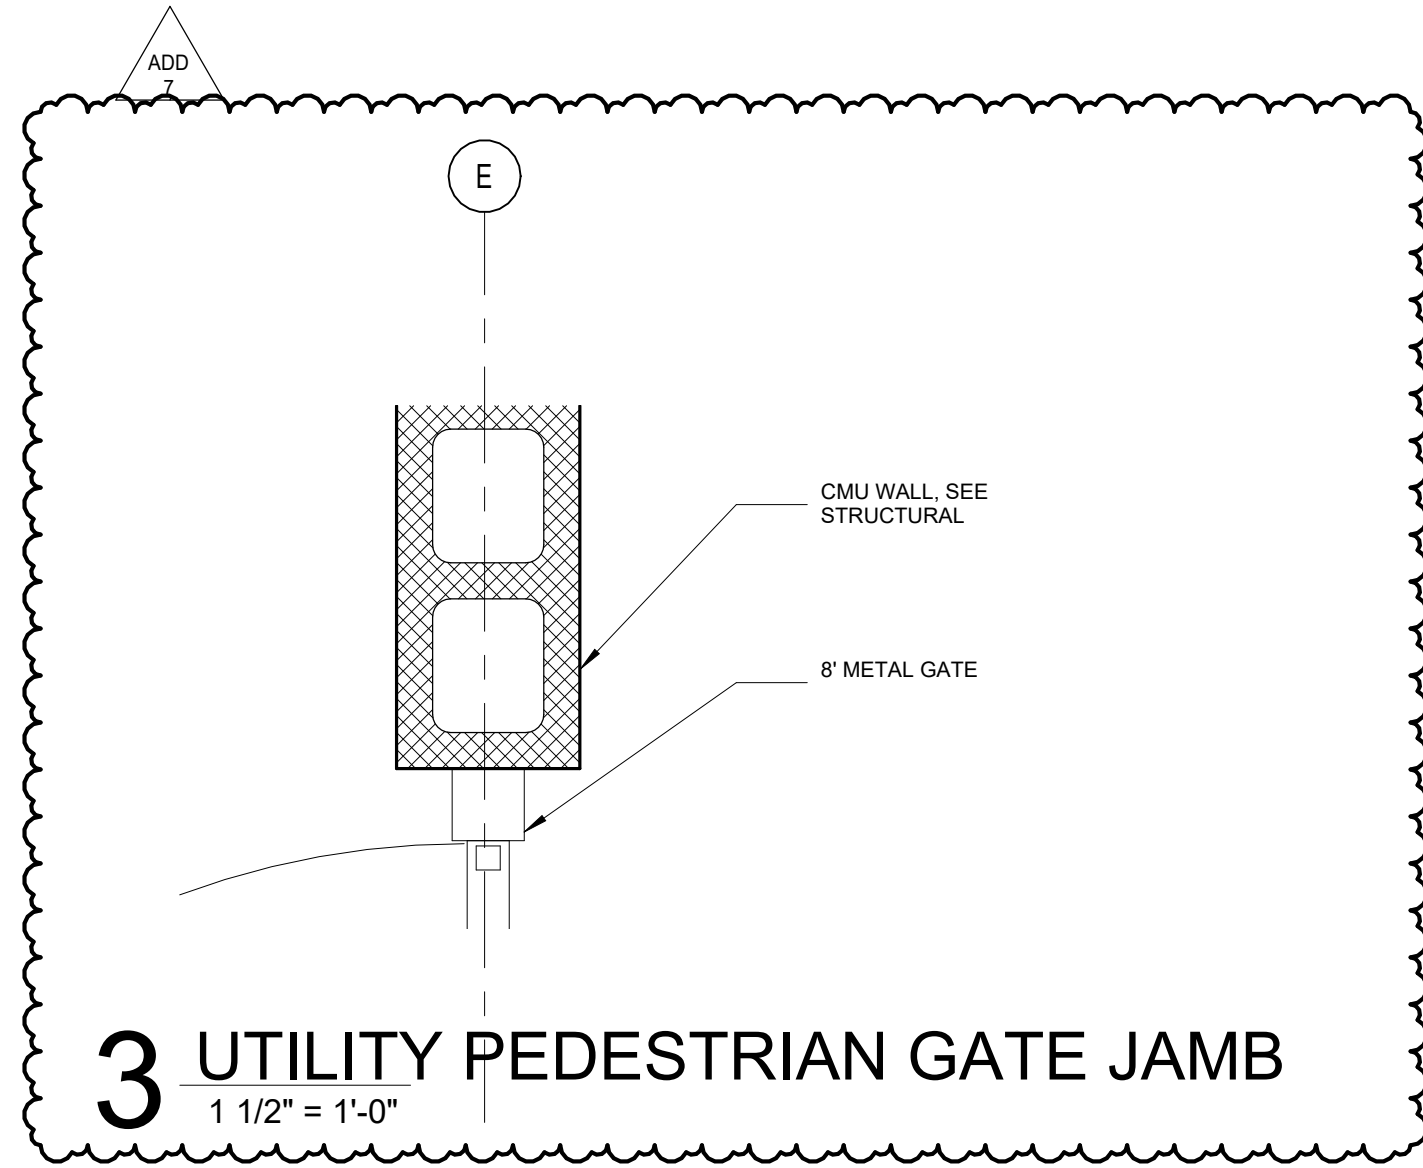 ADD
7
E
CMU WALL, SEE
STRUCTURAL
8' METAL GATE
3 UTILITY PEDESTRIAN GATE JAMB
1 1/2" = 1'-0"